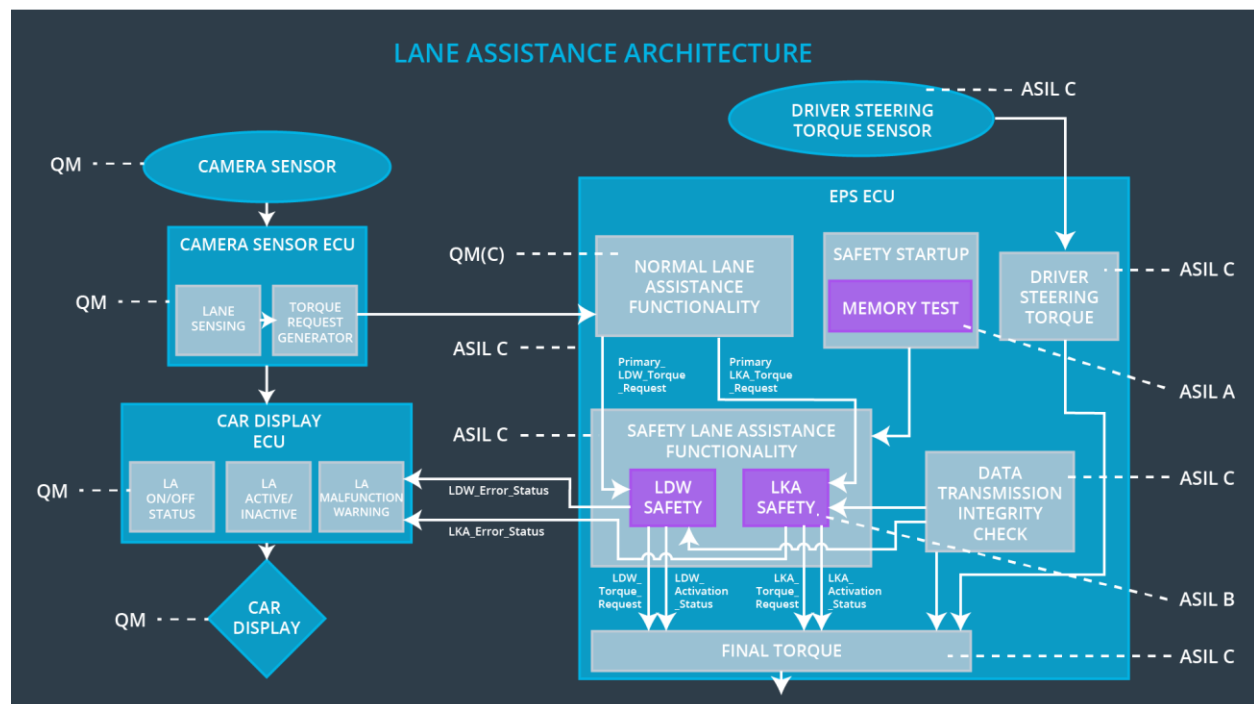 LANE ASSISTANCE ARCHITECTURE
ASIL C
DRIVER STEERING
TORQUE SENSOR
QM
CAMERA SENSOR
EPS ECU
CAMERA SENSOR ECU
QM(C)
NORMAL LANE
ASSISTANCE
FUNCTIONALITY
SAFETY STARTUP
MEMORY TEST
DRIVER
STEERING
TORQUE
ASIL C
QM
LANE
SENSING
TORQUE
REQUEST
GENERATOR
ASIL C
Primary_
LDW_Torque
_Request
Primary
LKA_Torque
_Request
ASIL A
CAR DISPLAY
ECU
ASIL C
SAFETY LANE ASSISTANCE
FUNCTIONALITY
QM
LA
ON/OFF
STATUS
LA
ACTIVE/
INACTIVE
LA
MALFUNCTION
WARNING
LDW_Error_Status
LKA_Error_Status
LDW
SAFETY
LKA
SAFETY
DATA
TRANSMISSION
INTEGRITY
CHECK
ASIL C
LDW_
Torque_
Request
LDW_
Activation
_Status
LKA_
Torque_
Request
LKA_
Activation
_Status
ASIL B
QM
CAR
DISPLAY
FINAL TORQUE
ASIL C